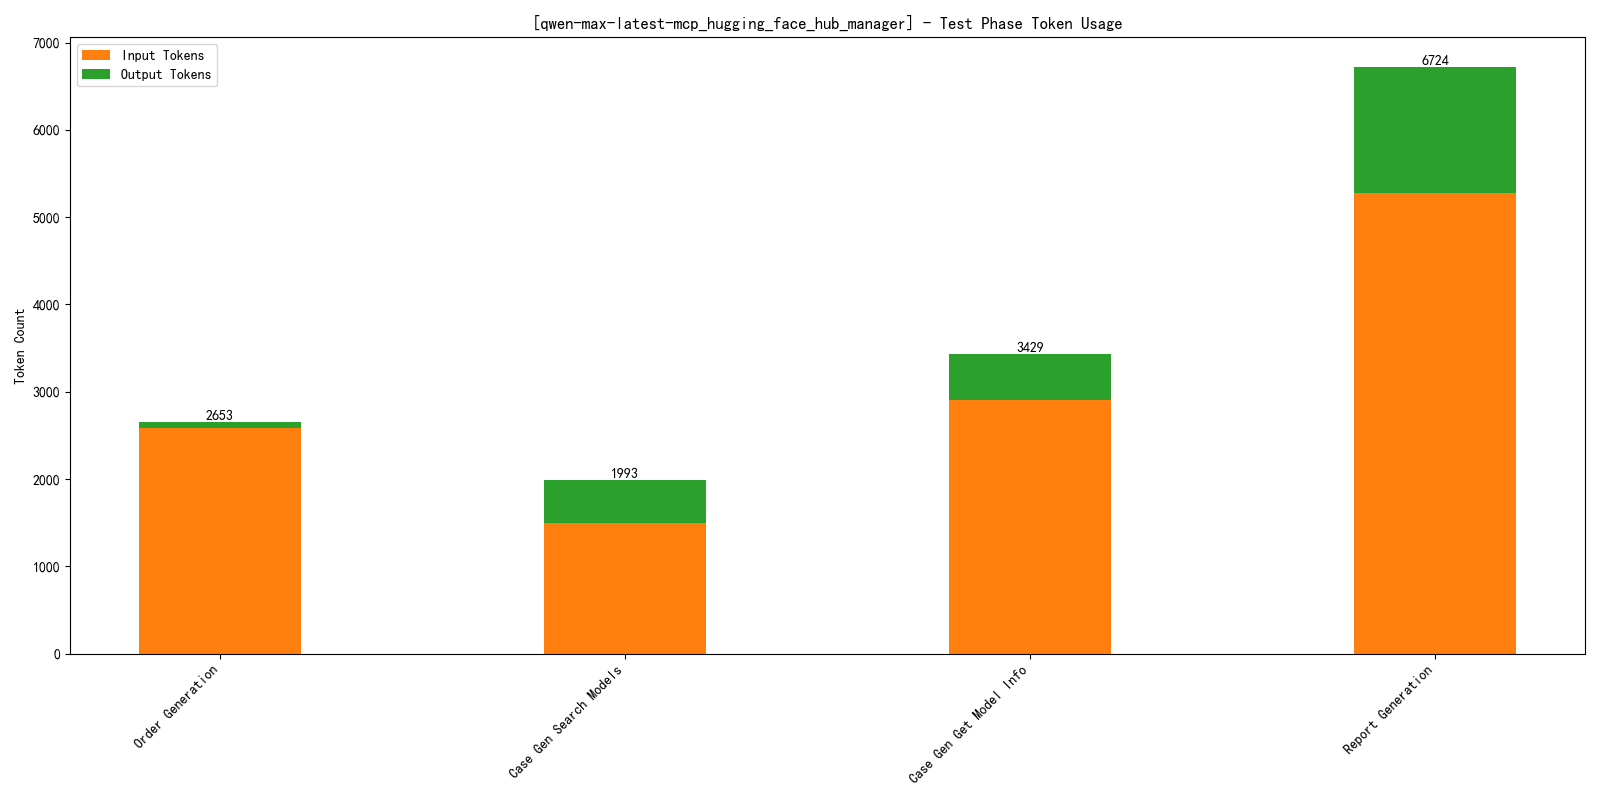 [qwen-max-latest-mcp_hugging_face_hub_manager] - Test Phase Token Usage
Input Tokens
Output Tokens
Token Count
7000
6000
5000
4000
3000
2000
1000
0
2653
1993
3429
6724
Order Generation
Case Gen Search Models
Case Gen Get Model Info
Report Generation